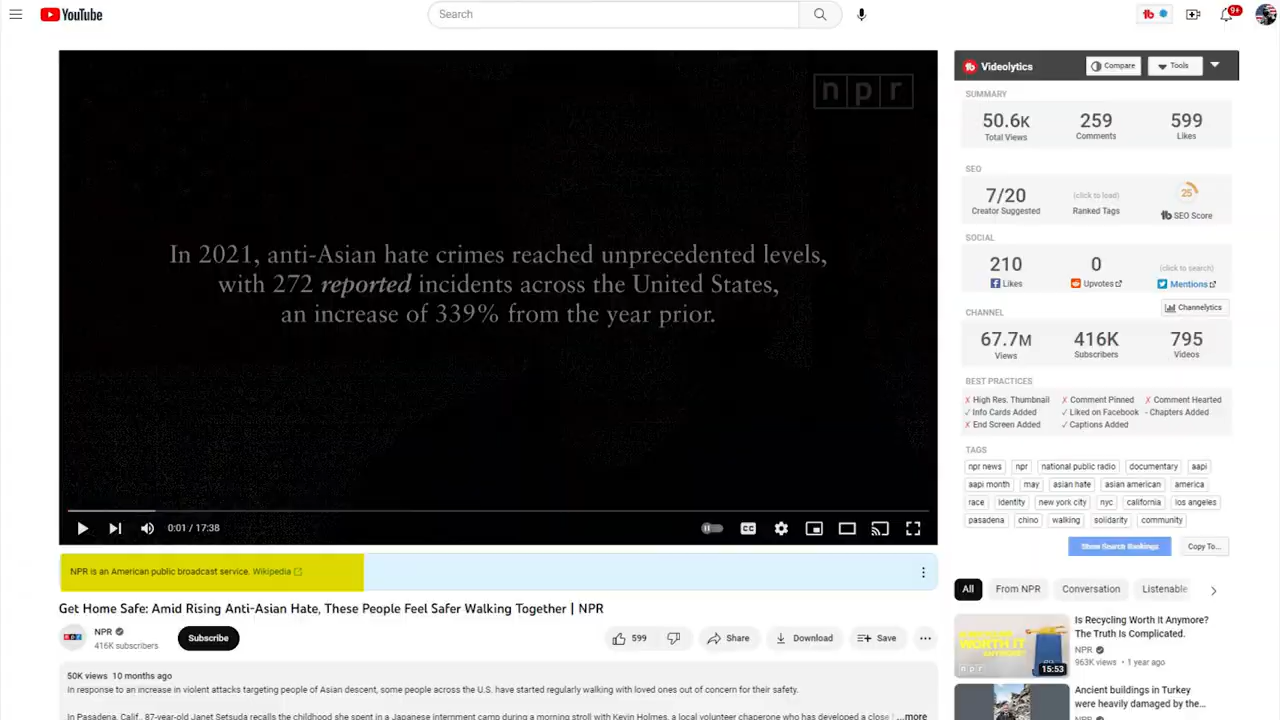 YouTube
Search
9+
npr
In 2021, anti-Asian hate crimes reached unprecedented levels,
with 272 reported incidents across the United States,
an increase of 339% from the year prior.
0:01 / 17:38
CC
NPR is an American public broadcast service. Wikipedia
Get Home Safe: Amid Rising Anti-Asian Hate, These People Feel Safer Walking Together | NPR
NPR
416K subscribers
Subscribe
599
Share
Download
Save
50K views 10 months ago
In response to an increase in violent attacks targeting people of Asian descent, some people across the U.S. have started regularly walking with loved ones out of concern for their safety.
In Pasadena, Calif., 87-year-old Janet Setsuda recalls the childhood she spent in a Japanese internment camp during a morning stroll with Kevin Holmes, a local volunteer chaperone who has developed a close f ...more
tb
Videolytics
Compare
Tools
SUMMARY
50.6K
259
599
Total Views
Comments
Likes
SEO
7/20
(click to load)
25
Creator Suggested
Ranked Tags
tb SEO Score
SOCIAL
210
0
(click to search)
Likes
Upvotes
Mentions
Channelytics
CHANNEL
67.7M
416K
795
Views
Subscribers
Videos
BEST PRACTICES
✗ High Res. Thumbnail ✗ Comment Pinned ✗ Comment Hearted
✓ Info Cards Added ✓ Liked on Facebook - Chapters Added
✗ End Screen Added ✓ Captions Added
TAGS
npr news npr national public radio documentary aapi
aapi month may asian hate asian american america
race identity new york city nyc california los angeles
pasadena chino walking solidarity community
Show Search Rankings
Copy To...
All
From NPR
Conversation
Listenable
Is Recycling Worth It Anymore?
The Truth Is Complicated.
NPR
963K views • 1 year ago
WORTH IT
ANYMORE?
npr
15:53
Ancient buildings in Turkey
were heavily damaged by the...
NPR